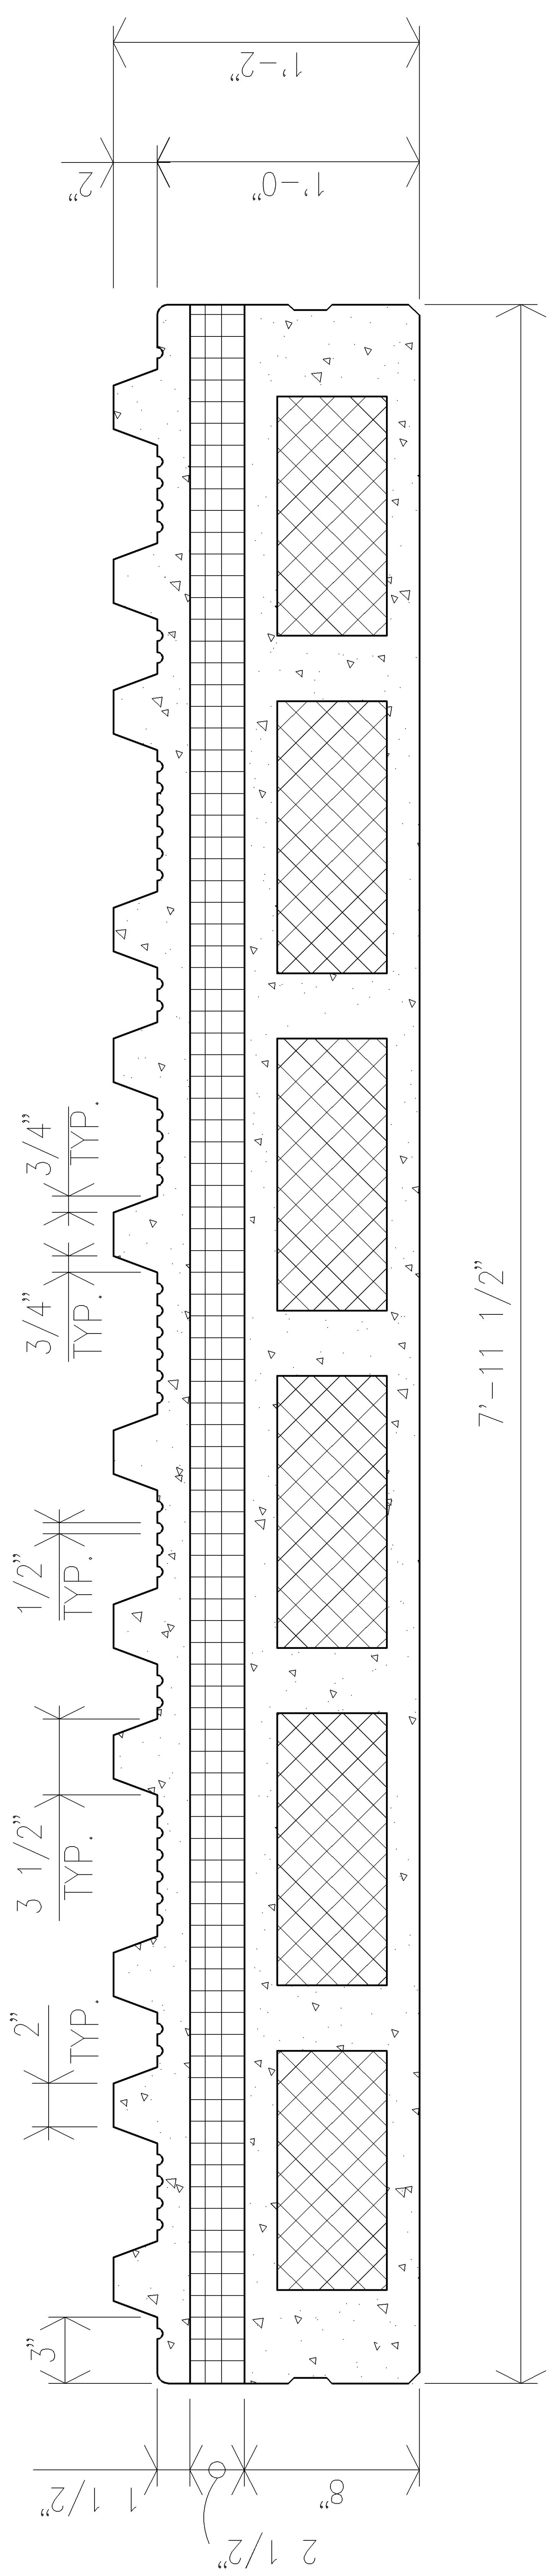 1'-2"
2"
1'-0"
3/4"
TYP.
3/4"
TYP.
7'-11 1/2"
1/2"
TYP.
3 1/2"
TYP.
2"
TYP.
3"
1 1/2"
2 1/2"
8"